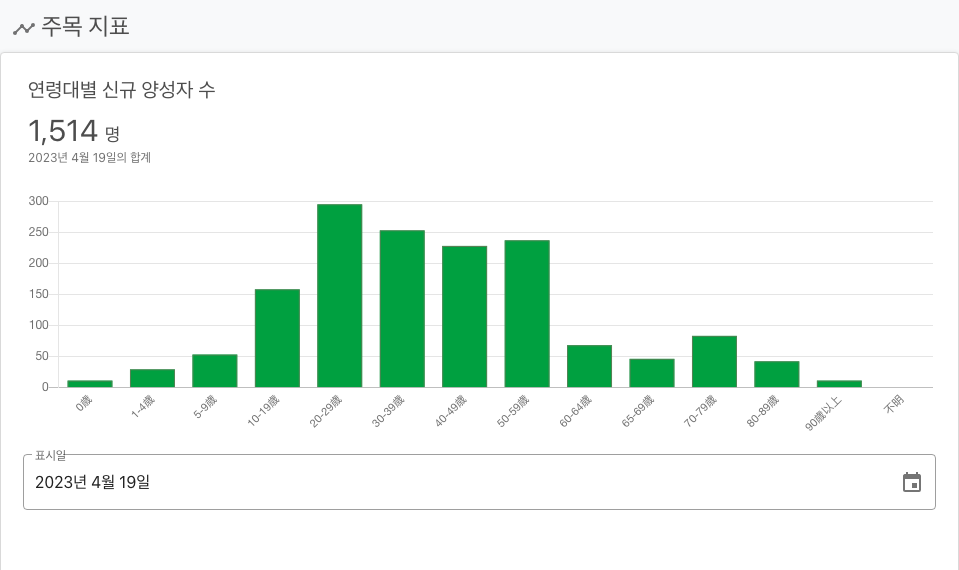 주목 지표
연령대별 신규 양성자 수
1,514 명
2023년 4월 19일의 합계
300
250
200
150
100
50
0
0歳
1-4歳
5-9歳
10-19歳
20-29歳
30-39歳
40-49歳
50-59歳
60-64歳
65-69歳
70-79歳
80-89歳
90歳以上
不明
표시일
2023년 4월 19일